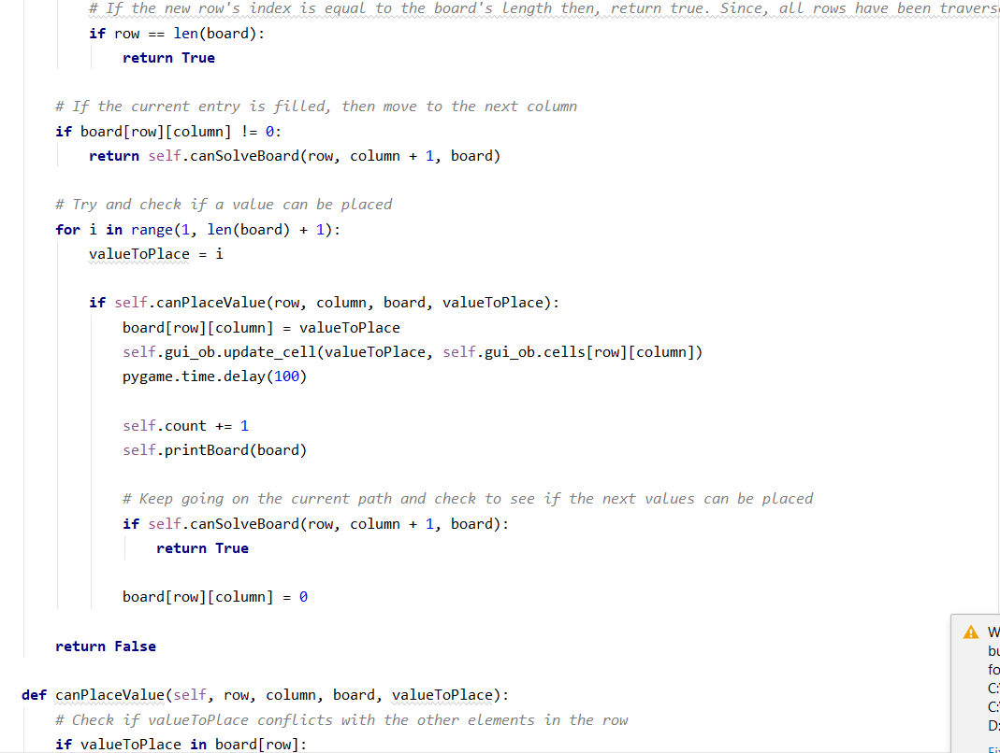 # If the new row's index is equal to the board's length then, return true. Since, all rows have been
if row == len(board):
return True
# If the current entry is filled, then move to the next column
if board[row][column] != 0:
return self.canSolveBoard(row, column + 1, board)
# Try and check if a value can be placed
for i in range(1, len(board) + 1):
valueToPlace = i
if self.canPlaceValue(row, column, board, valueToPlace):
board[row][column] = valueToPlace
self.gui_ob.update_cell(valueToPlace, self.gui_ob.cells[row][column])
pygame.time.delay(100)
self.count += 1
self.printBoard(board)
# Keep going on the current path and check to see if the next values can be placed
if self.canSolveBoard(row, column + 1, board):
return True
board[row][column] = 0
return False
def canPlaceValue(self, row, column, board, valueToPlace):
# Check if valueToPlace conflicts with the other elements in the row
if valueToPlace in board[row]: